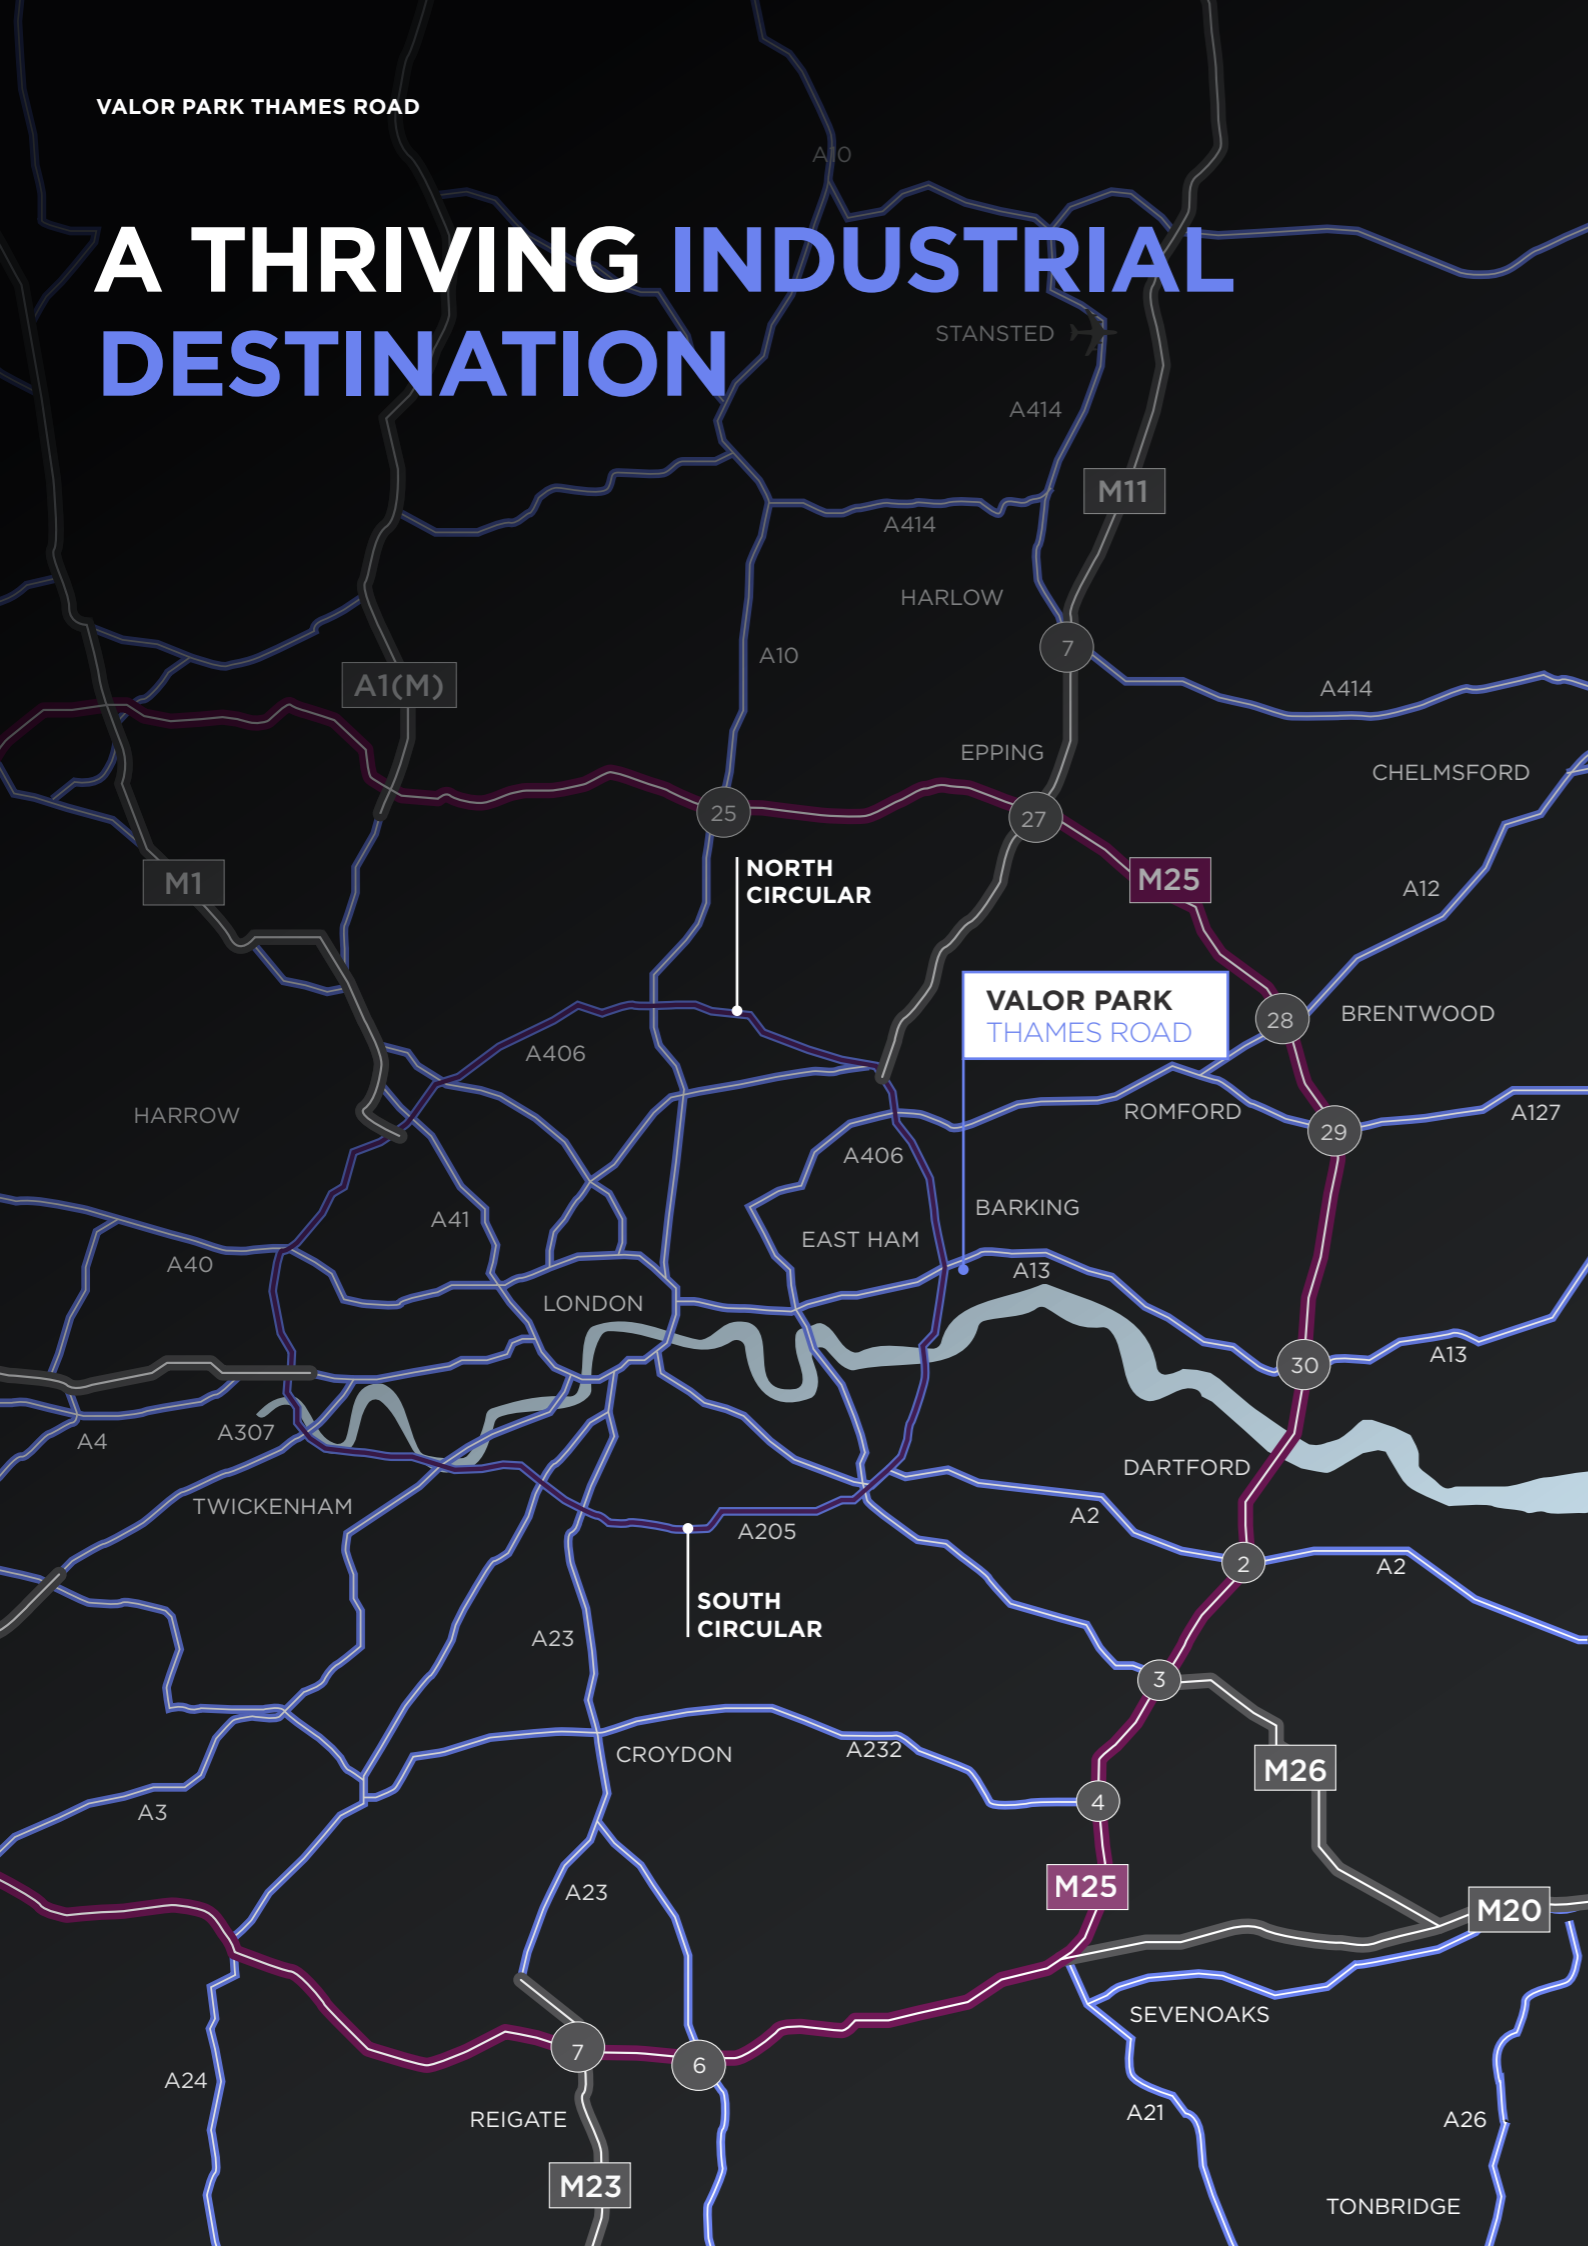 VALOR PARK THAMES ROAD
A10
A THRIVING INDUSTRIAL
DESTINATION
STANSTED
A414
M11
A414
HARLOW
7
A10
A1(M)
A414
EPPING
CHELMSFORD
25
27
M1
NORTH
CIRCULAR
M25
A12
VALOR PARK
THAMES ROAD
28
BRENTWOOD
A406
HARROW
ROMFORD
A127
29
A406
A41
BARKING
EAST HAM
A40
A13
LONDON
30
A13
A307
A4
DARTFORD
TWICKENHAM
A205
A2
2
A2
SOUTH
CIRCULAR
A23
3
CROYDON
A232
M26
4
A3
M25
A23
M20
SEVENOAKS
7
6
A24
REIGATE
A21
A26
M23
TONBRIDGE